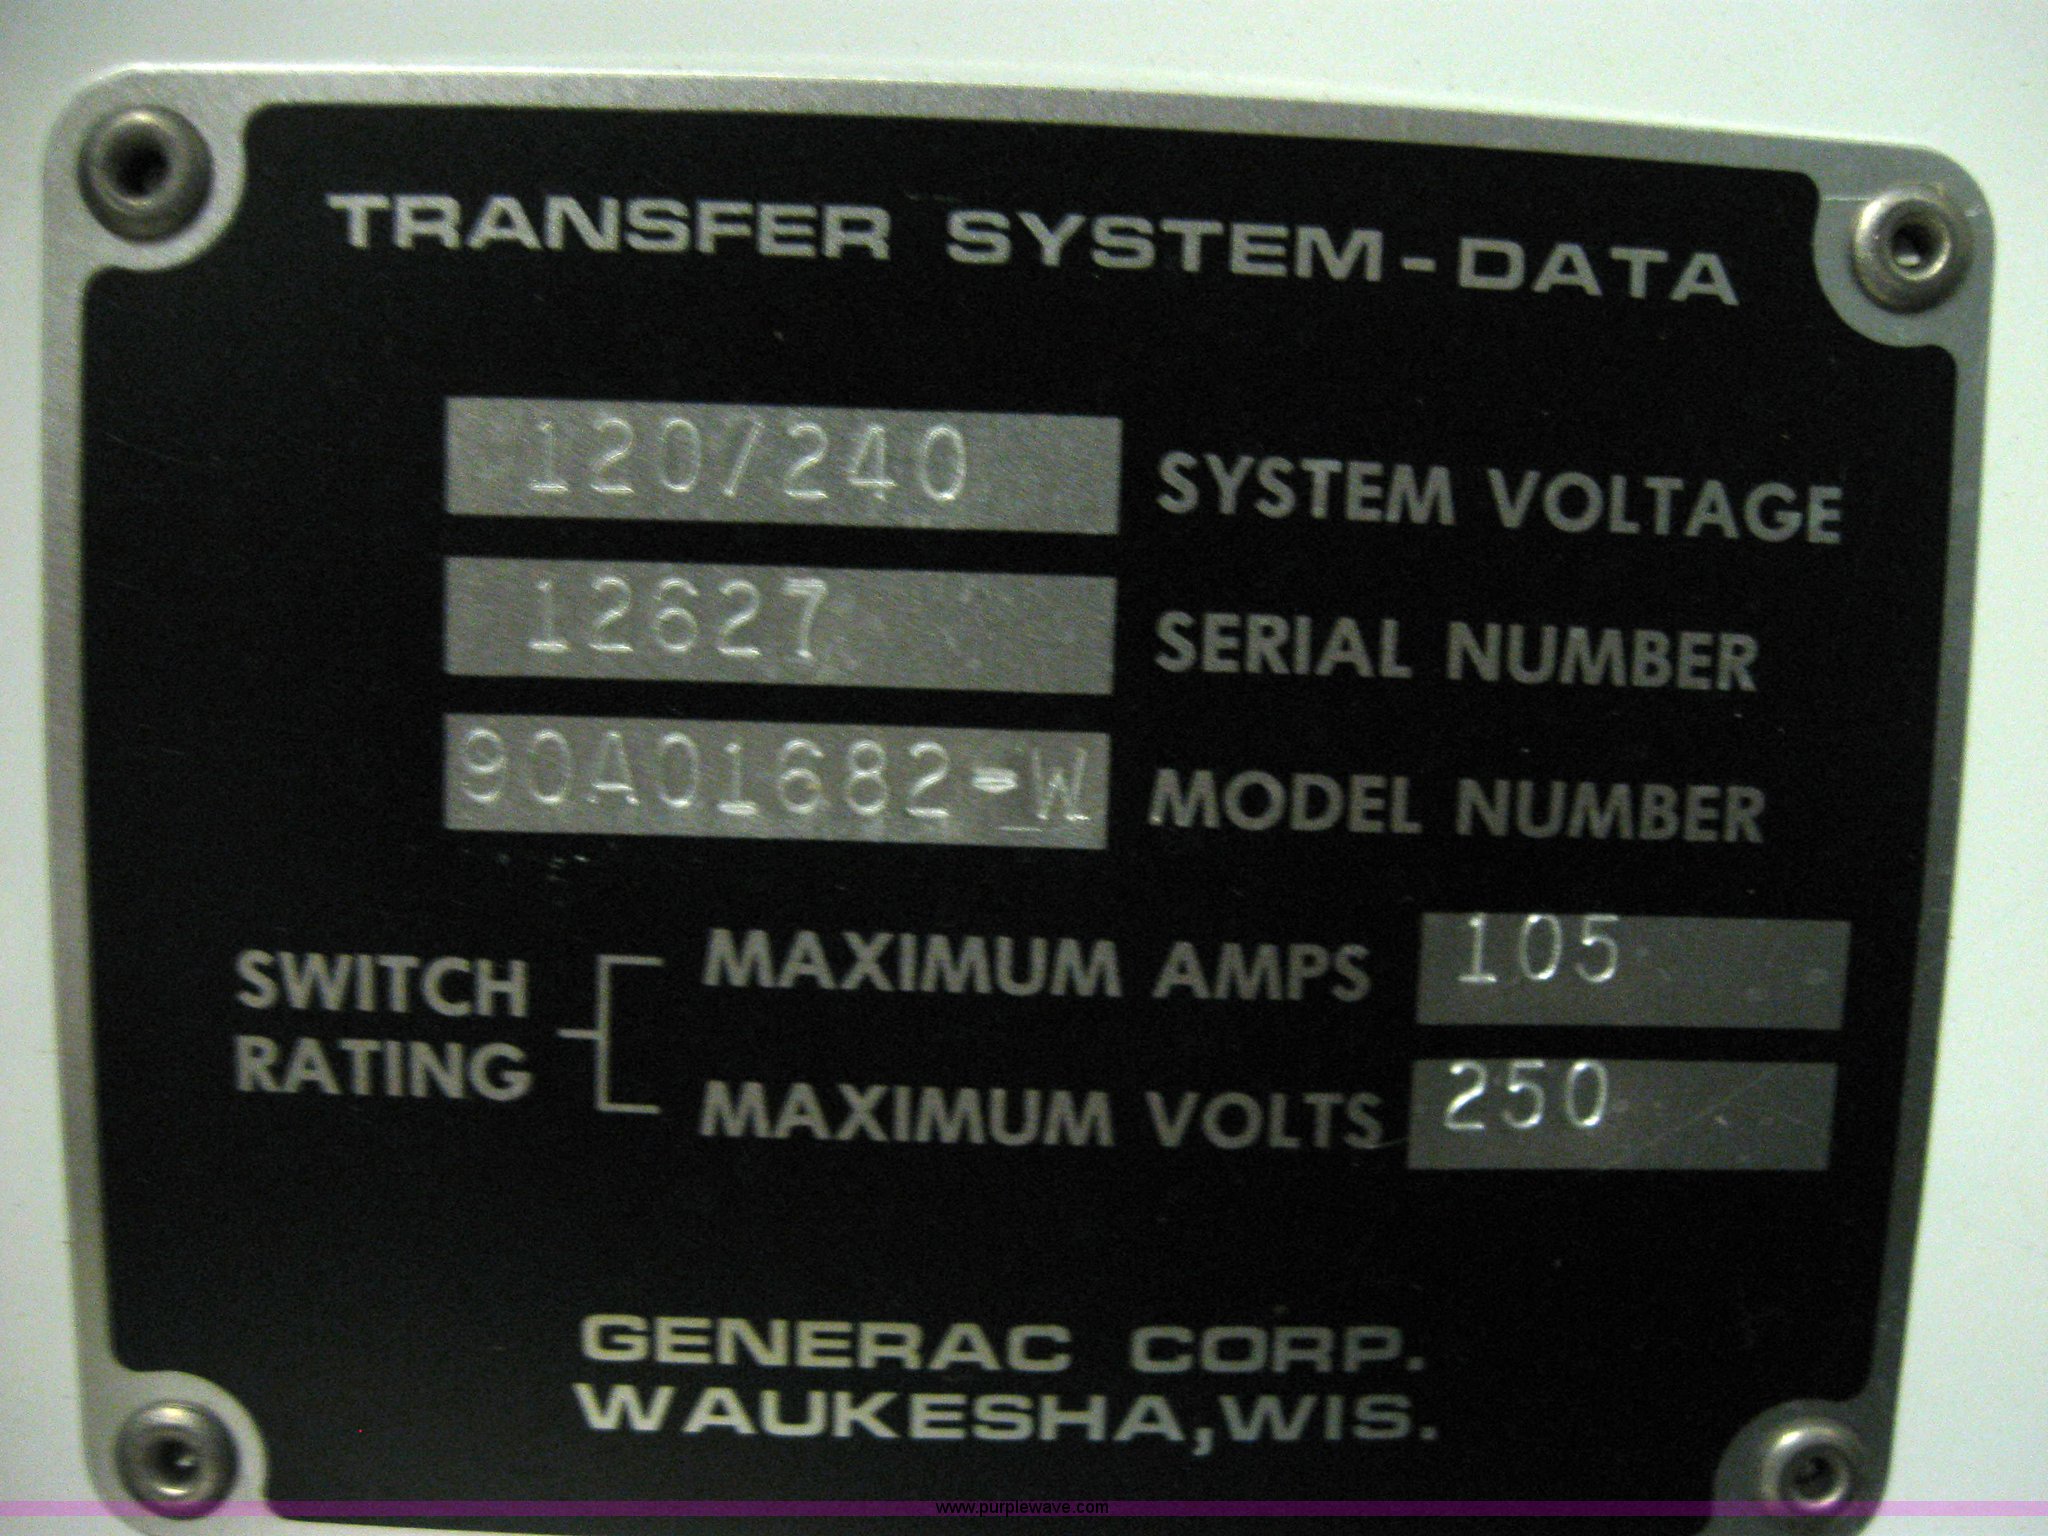 TRANSFER SYSTEM-DATA
120/240 SYSTEM VOLTAGE
12627 SERIAL NUMBER
90A01682-W MODEL NUMBER
SWITCH RATING
MAXIMUM AMPS 105
MAXIMUM VOLTS 250
GENERAC CORP.
WAUKESHA, WIS.
www.purplewave.com